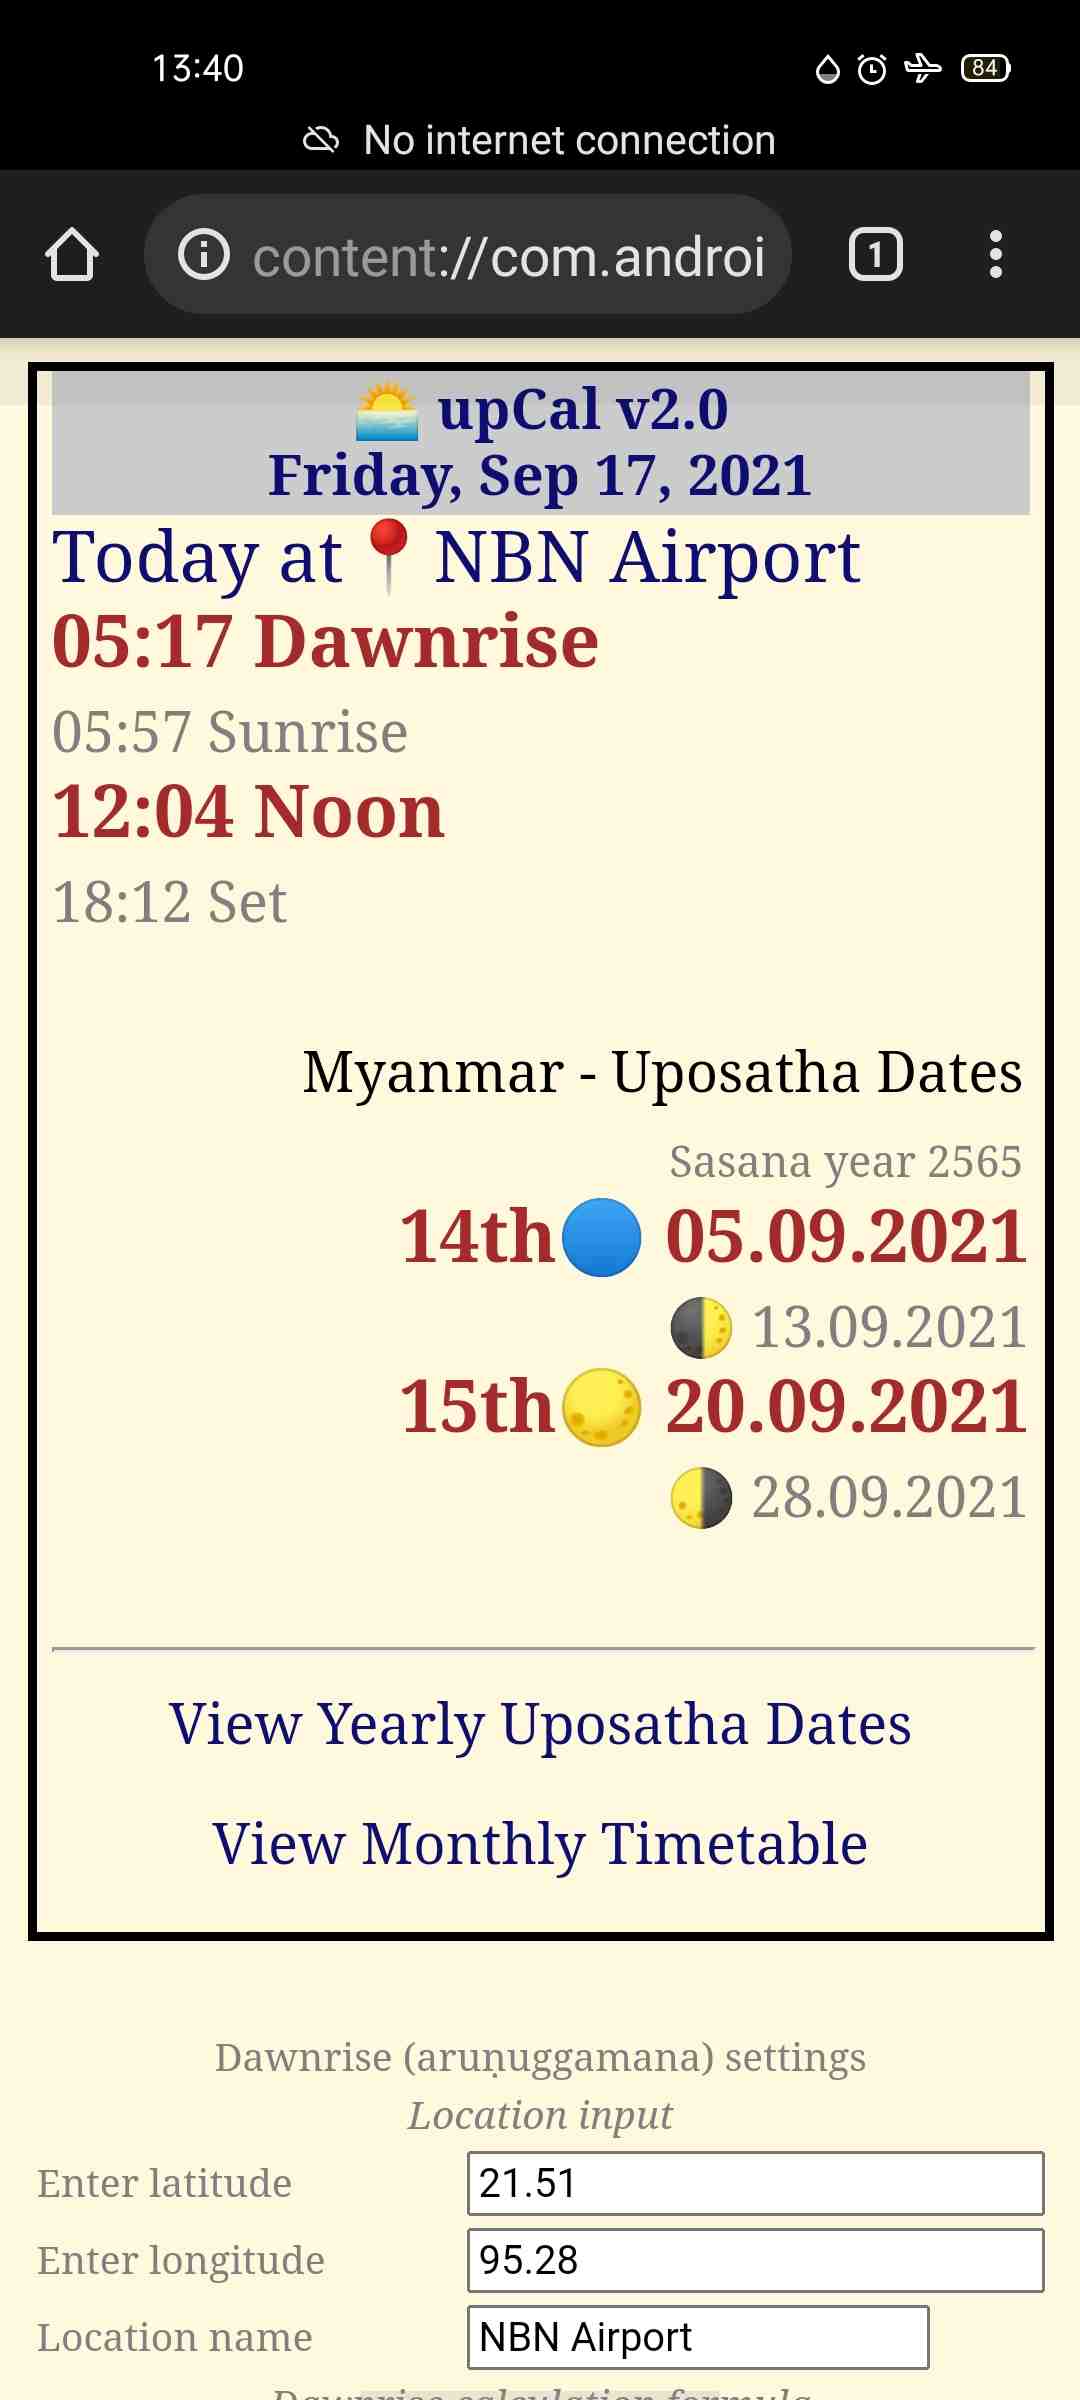 13:40
84
No internet connection
content://com.androi
1
upCal v2.0
Friday, Sep 17, 2021
Today at NBN Airport
05:17 Dawnrise
05:57 Sunrise
12:04 Noon
18:12 Set
Myanmar - Uposatha Dates
Sasana year 2565
14th 05.09.2021
13.09.2021
15th 20.09.2021
28.09.2021
View Yearly Uposatha Dates
View Monthly Timetable
Dawnrise (aruṇuggamana) settings
Location input
Enter latitude 21.51
Enter longitude 95.28
Location name NBN Airport
Dawnrise calculation formula